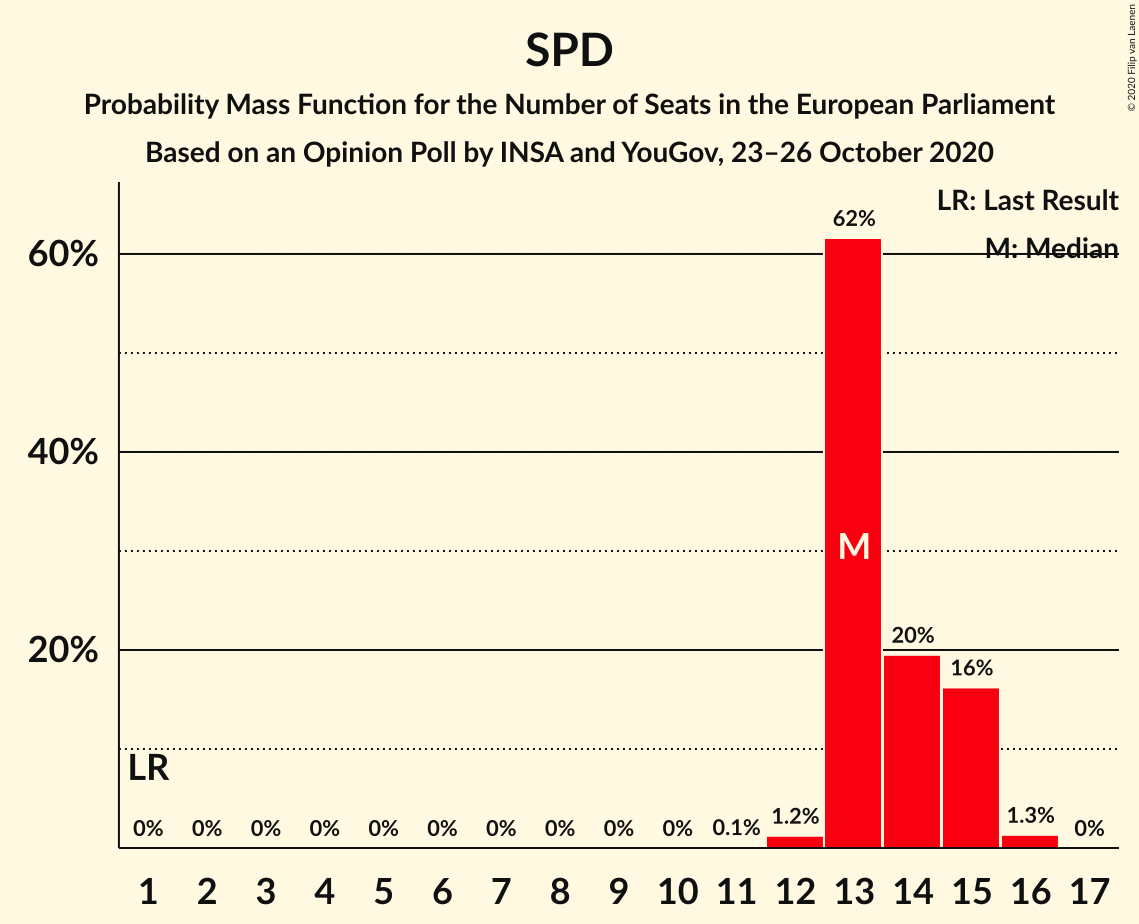 SPD
Probability Mass Function for the Number of Seats in the European Parliament
Based on an Opinion Poll by INSA and YouGov, 23–26 October 2020
© 2020 Filip van Laenen
LR: Last Result
M: Median
60%
40%
20%
62%
M
20%
16%
LR
0% 0% 0% 0% 0% 0% 0% 0% 0% 0% 0.1% 1.2% 1.3% 0%
1 2 3 4 5 6 7 8 9 10 11 12 13 14 15 16 17